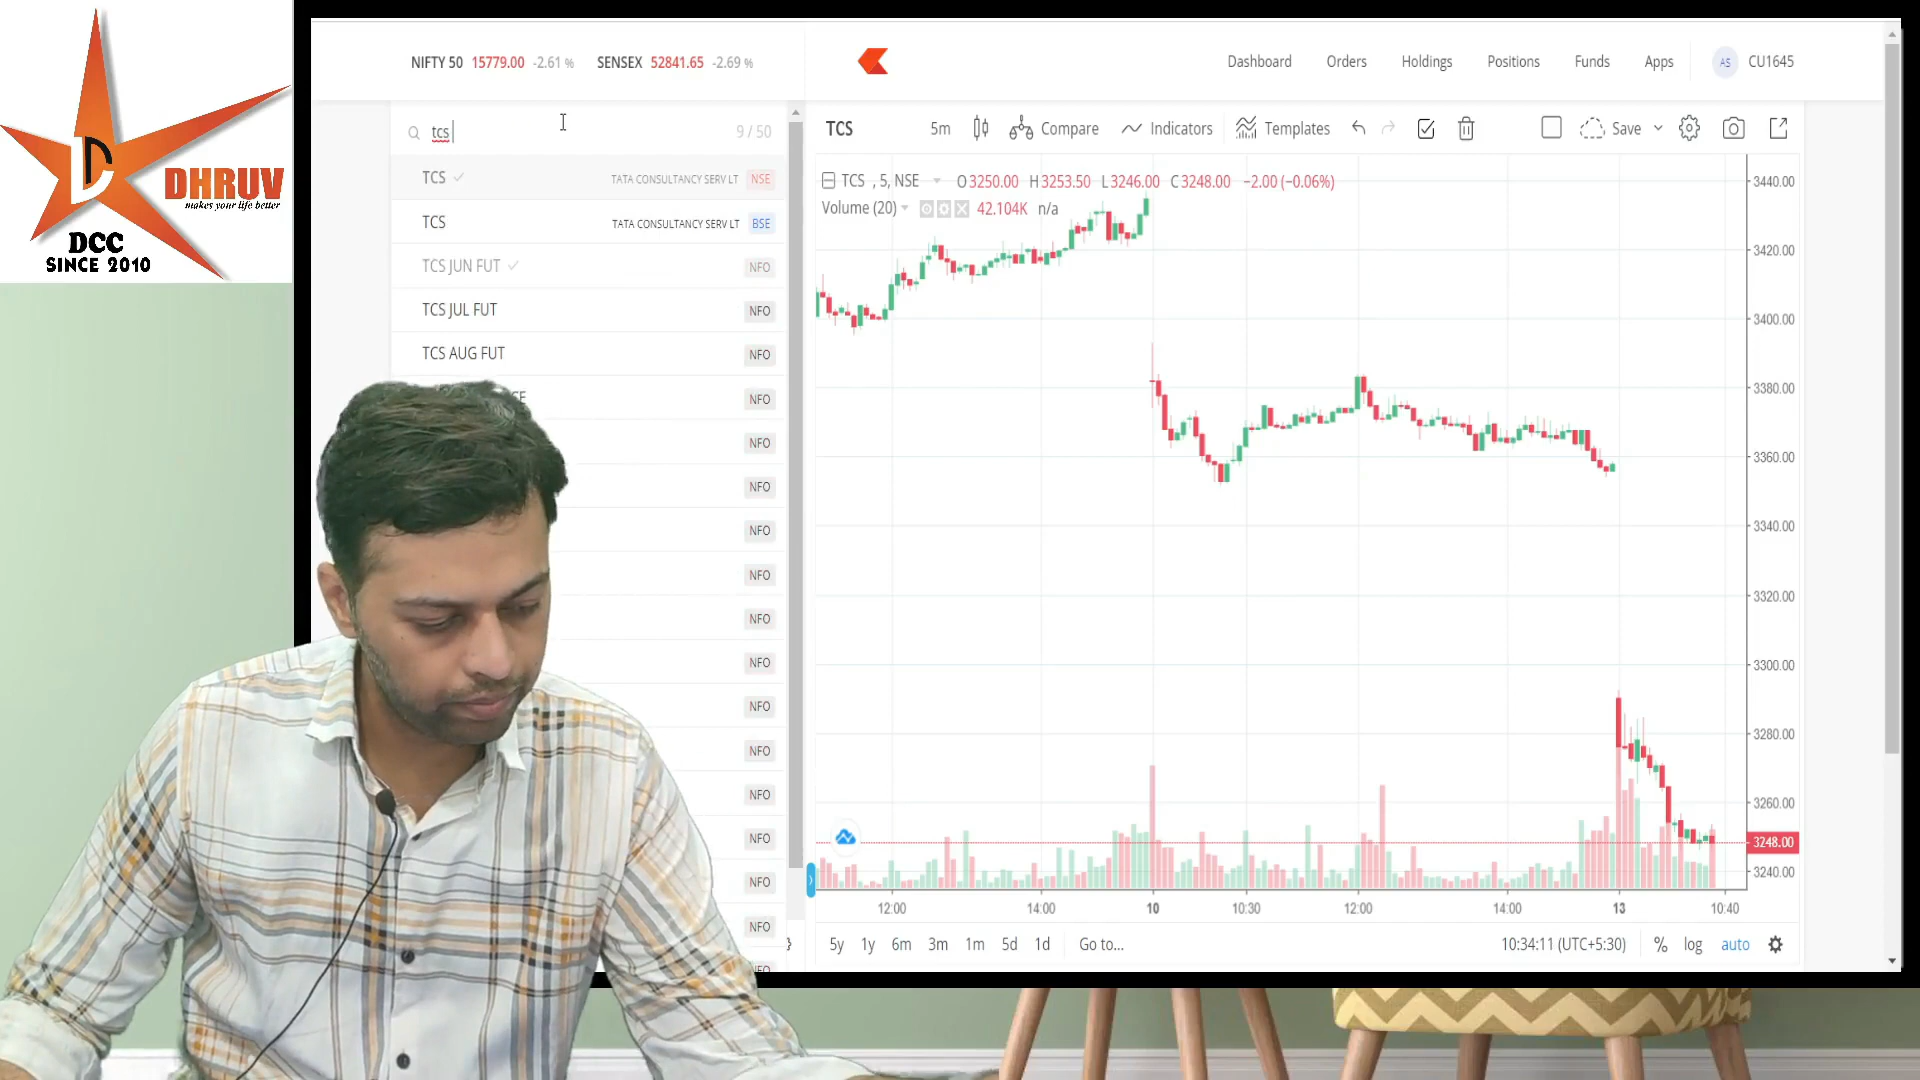 D
DHRUV
makes your life better
DCC
SINCE 2010
NIFTY 50 15779.00 -2.61 % SENSEX 52841.65 -2.69 %
Dashboard Orders Holdings Positions Funds Apps AS CU1645
tcs 9 / 50
TCS TATA CONSULTANCY SERV LT NSE
TCS TATA CONSULTANCY SERV LT BSE
TCS JUN FUT NFO
TCS JUL FUT NFO
TCS AUG FUT NFO
CE NFO
NFO
NFO
NFO
NFO
NFO
NFO
NFO
NFO
NFO
NFO
NFO
NFO
NFO
TCS 5m Compare Indicators Templates Save
TCS , 5, NSE O3250.00 H3253.50 L3246.00 C3248.00 −2.00 (−0.06%)
Volume (20) 42.104K n/a
3440.00
3420.00
3400.00
3380.00
3360.00
3340.00
3320.00
3300.00
3280.00
3260.00
3248.00
3240.00
12:00 14:00 10 10:30 12:00 14:00 13 10:40
5y 1y 6m 3m 1m 5d 1d Go to... 10:34:11 (UTC+5:30) % log auto